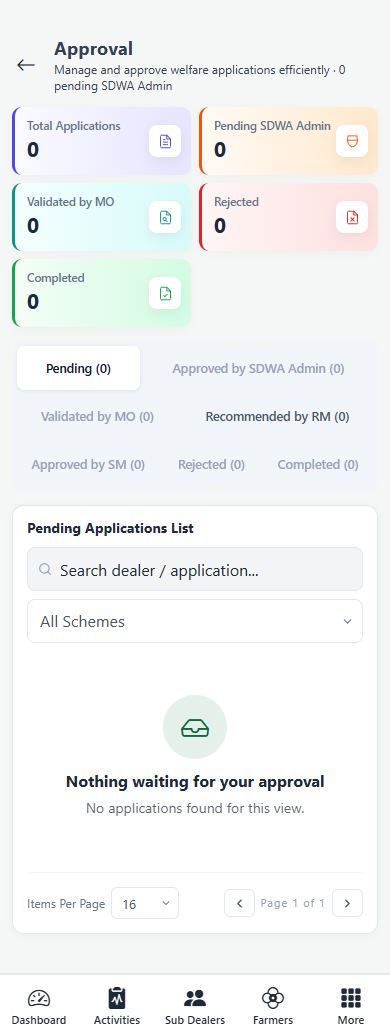 Approval
Manage and approve welfare applications efficiently · 0
pending SDWA Admin
Total Applications
0
Pending SDWA Admin
0
Validated by MO
0
Rejected
0
Completed
0
Pending (0)
Approved by SDWA Admin (0)
Validated by MO (0)
Recommended by RM (0)
Approved by SM (0)
Rejected (0)
Completed (0)
Pending Applications List
Search dealer / application...
All Schemes
Nothing waiting for your approval
No applications found for this view.
Items Per Page
16
Page 1 of 1
Dashboard
Activities
Sub Dealers
Farmers
More